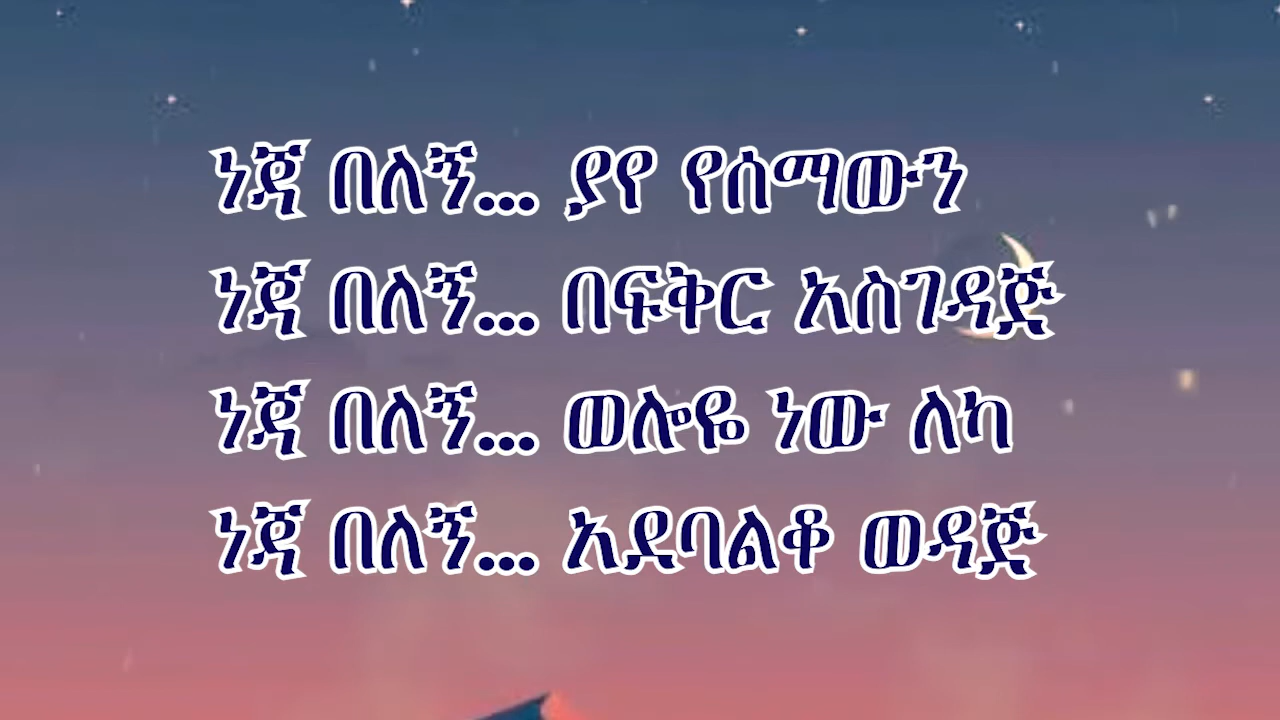 ነጃ በለኝ... ያየ የሰማውን
ነጃ በለኝ... በፍቅር አስገዳጅ
ነጃ በለኝ... ወሎዬ ነው ለካ
ነጃ በለኝ... አደባልቆ ወዳጅ